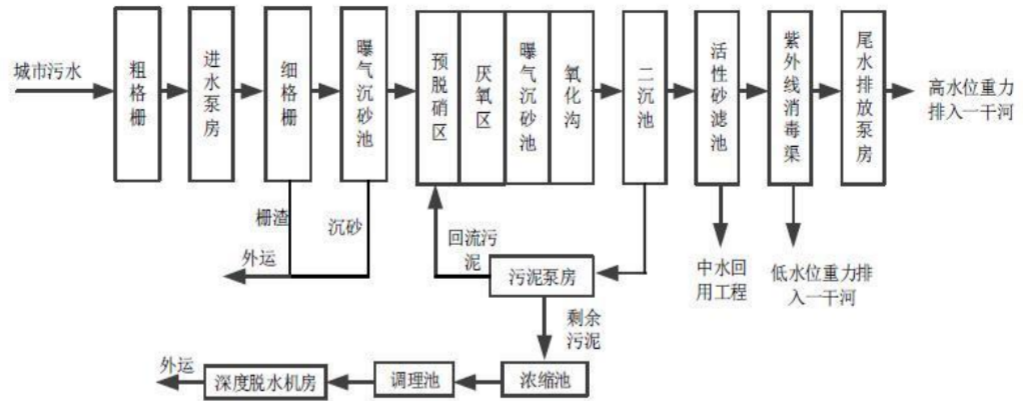 城市污水
粗格栅
进水泵房
细格栅
曝气沉砂池
预脱硝区
厌氧区
曝气沉砂池
氧化沟
二沉池
活性砂滤池
紫外线消毒渠
尾水排放泵房
高水位重力
排入一干河
栅渣
沉砂
外运
回流污
泥
污泥泵房
中水回
用工程
低水位重力排
入一干河
剩余
污泥
外运
深度脱水机房
调理池
浓缩池